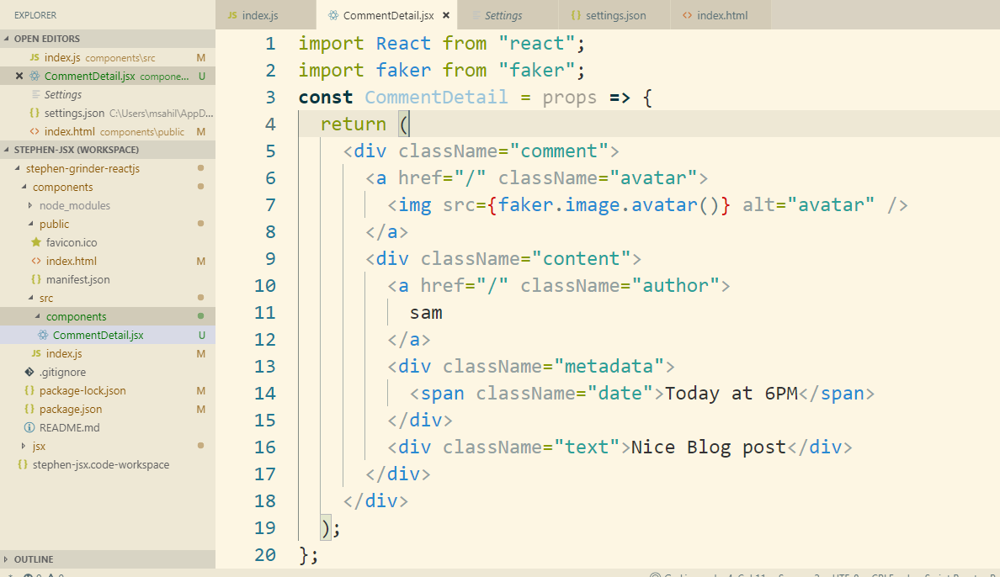 EXPLORER
OPEN EDITORS
JS index.js components\src M
CommentDetail.jsx compone... U
Settings
{} settings.json C:\Users\msahil\AppD...
<> index.html components\public M
STEPHEN-JSX (WORKSPACE)
stephen-grinder-reactjs
components
node_modules
public
favicon.ico
<> index.html M
{} manifest.json
src
components
CommentDetail.jsx U
JS index.js M
.gitignore
{} package-lock.json M
{} package.json M
README.md
jsx
{} stephen-jsx.code-workspace
OUTLINE
JS index.js
CommentDetail.jsx ×
Settings
{} settings.json
<> index.html
1 import React from "react";
2 import faker from "faker";
3 const CommentDetail = props => {
4 return (
5 <div className="comment">
6 <a href="/" className="avatar">
7 <img src={faker.image.avatar()} alt="avatar" />
8 </a>
9 <div className="content">
10 <a href="/" className="author">
11 sam
12 </a>
13 <div className="metadata">
14 <span className="date">Today at 6PM</span>
15 </div>
16 <div className="text">Nice Blog post</div>
17 </div>
18 </div>
19 );
20 };